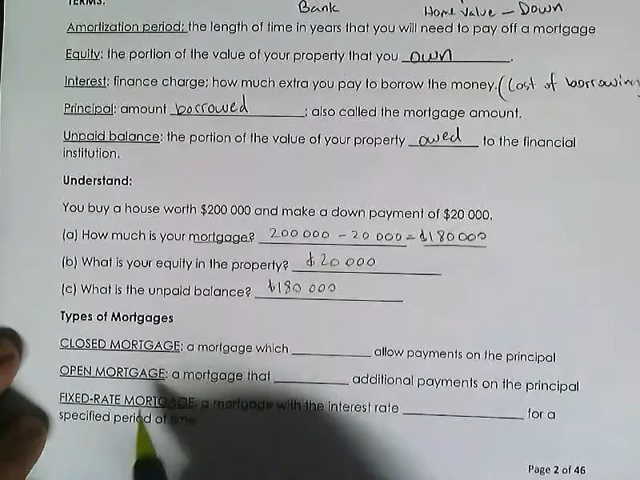 TERMS:
Bank Home Value - Down
Amortization period: the length of time in years that you will need to pay off a mortgage
Equity: the portion of the value of your property that you own.
Interest: finance charge; how much extra you pay to borrow the money. (Cost of borrowing
Principal: amount borrowed; also called the mortgage amount.
Unpaid balance: the portion of the value of your property owed to the financial
institution.
Understand:
You buy a house worth $200 000 and make a down payment of $20 000.
(a) How much is your mortgage? 200 000 - 20 000 = $180 000
(b) What is your equity in the property? $20 000
(c) What is the unpaid balance? $180 000
Types of Mortgages
CLOSED MORTGAGE: a mortgage which ________ allow payments on the principal
OPEN MORTGAGE: a mortgage that ________ additional payments on the principal
FIXED-RATE MORTGAGE: a mortgage with the interest rate ____________ for a
specified period of time
Page 2 of 46